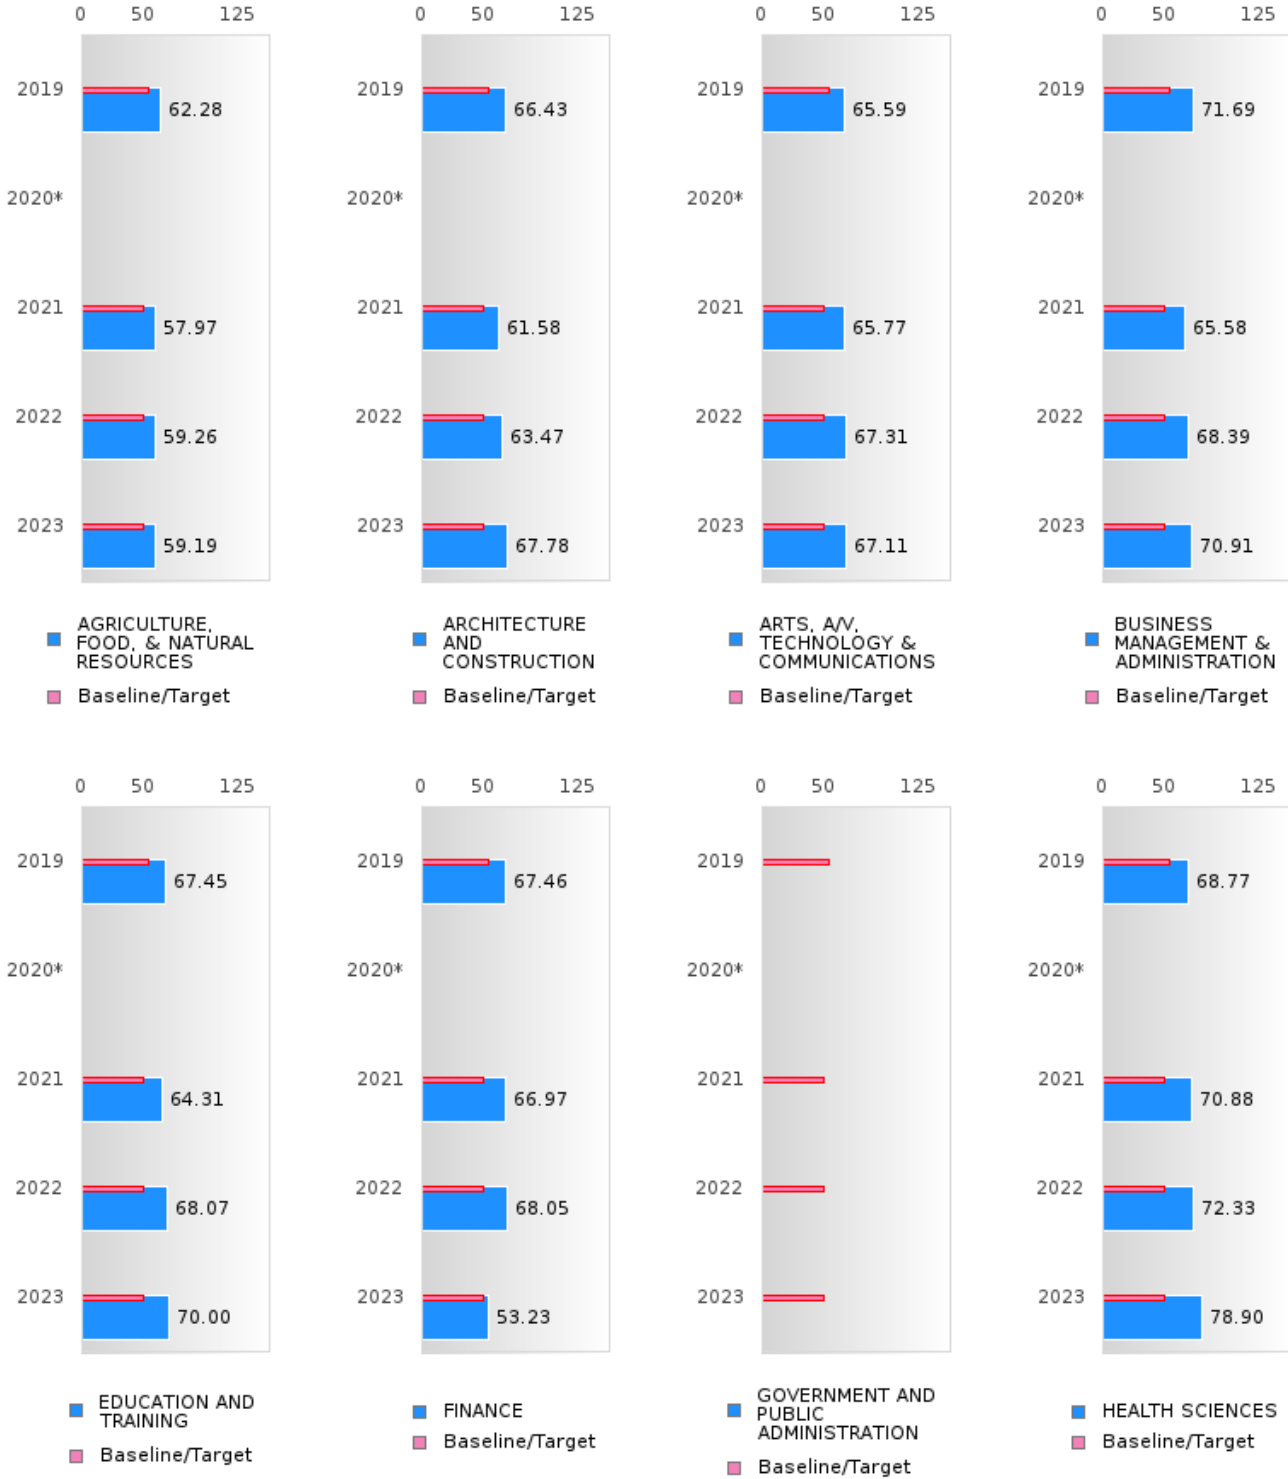 0 50 125 0 50 125 0 50 125 0 50 125
2019 62.28 2019 66.43 2019 65.59 2019 71.69
2020* 2020* 2020* 2020*
2021 57.97 2021 61.58 2021 65.77 2021 65.58
2022 59.26 2022 63.47 2022 67.31 2022 68.39
2023 59.19 2023 67.78 2023 67.11 2023 70.91
AGRICULTURE,
FOOD, & NATURAL
RESOURCES
Baseline/Target
ARCHITECTURE
AND
CONSTRUCTION
Baseline/Target
ARTS, A/V,
TECHNOLOGY &
COMMUNICATIONS
Baseline/Target
BUSINESS
MANAGEMENT &
ADMINISTRATION
Baseline/Target
0 50 125 0 50 125 0 50 125 0 50 125
2019 67.45 2019 67.46 2019 2019 68.77
2020* 2020* 2020* 2020*
2021 64.31 2021 66.97 2021 2021 70.88
2022 68.07 2022 68.05 2022 2022 72.33
2023 70.00 2023 53.23 2023 2023 78.90
EDUCATION AND
TRAINING
Baseline/Target
FINANCE
Baseline/Target
GOVERNMENT AND
PUBLIC
ADMINISTRATION
Baseline/Target
HEALTH SCIENCES
Baseline/Target